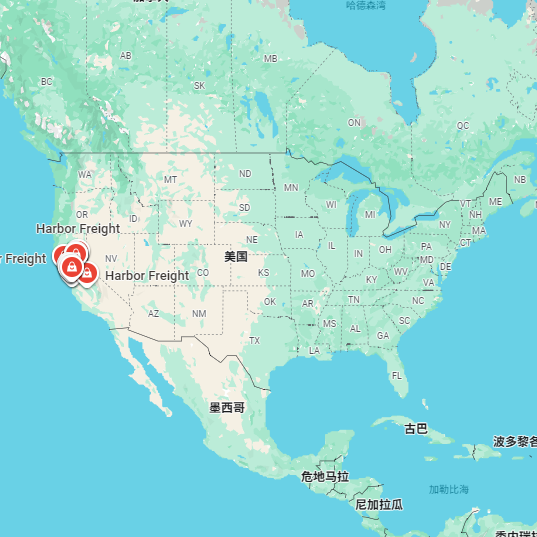 哈德森湾
AB
MB
BC
SK
ON
QC
NB
WA
MT
ND
MN
ME
VT
NH
OR
ID
SD
WI
MI
NY
MA
CT
Harbor Freight
WY
IA
NE
PA
OH
IL
IN
MD
DE
r Freight
NV
美国
Harbor Freight
CO
KS
MO
WV
KY
VA
OK
AR
TN
NC
AZ
NM
MS
AL
GA
SC
TX
LA
FL
墨西哥
古巴
波多黎各
危地马拉
加勒比海
尼加拉瓜